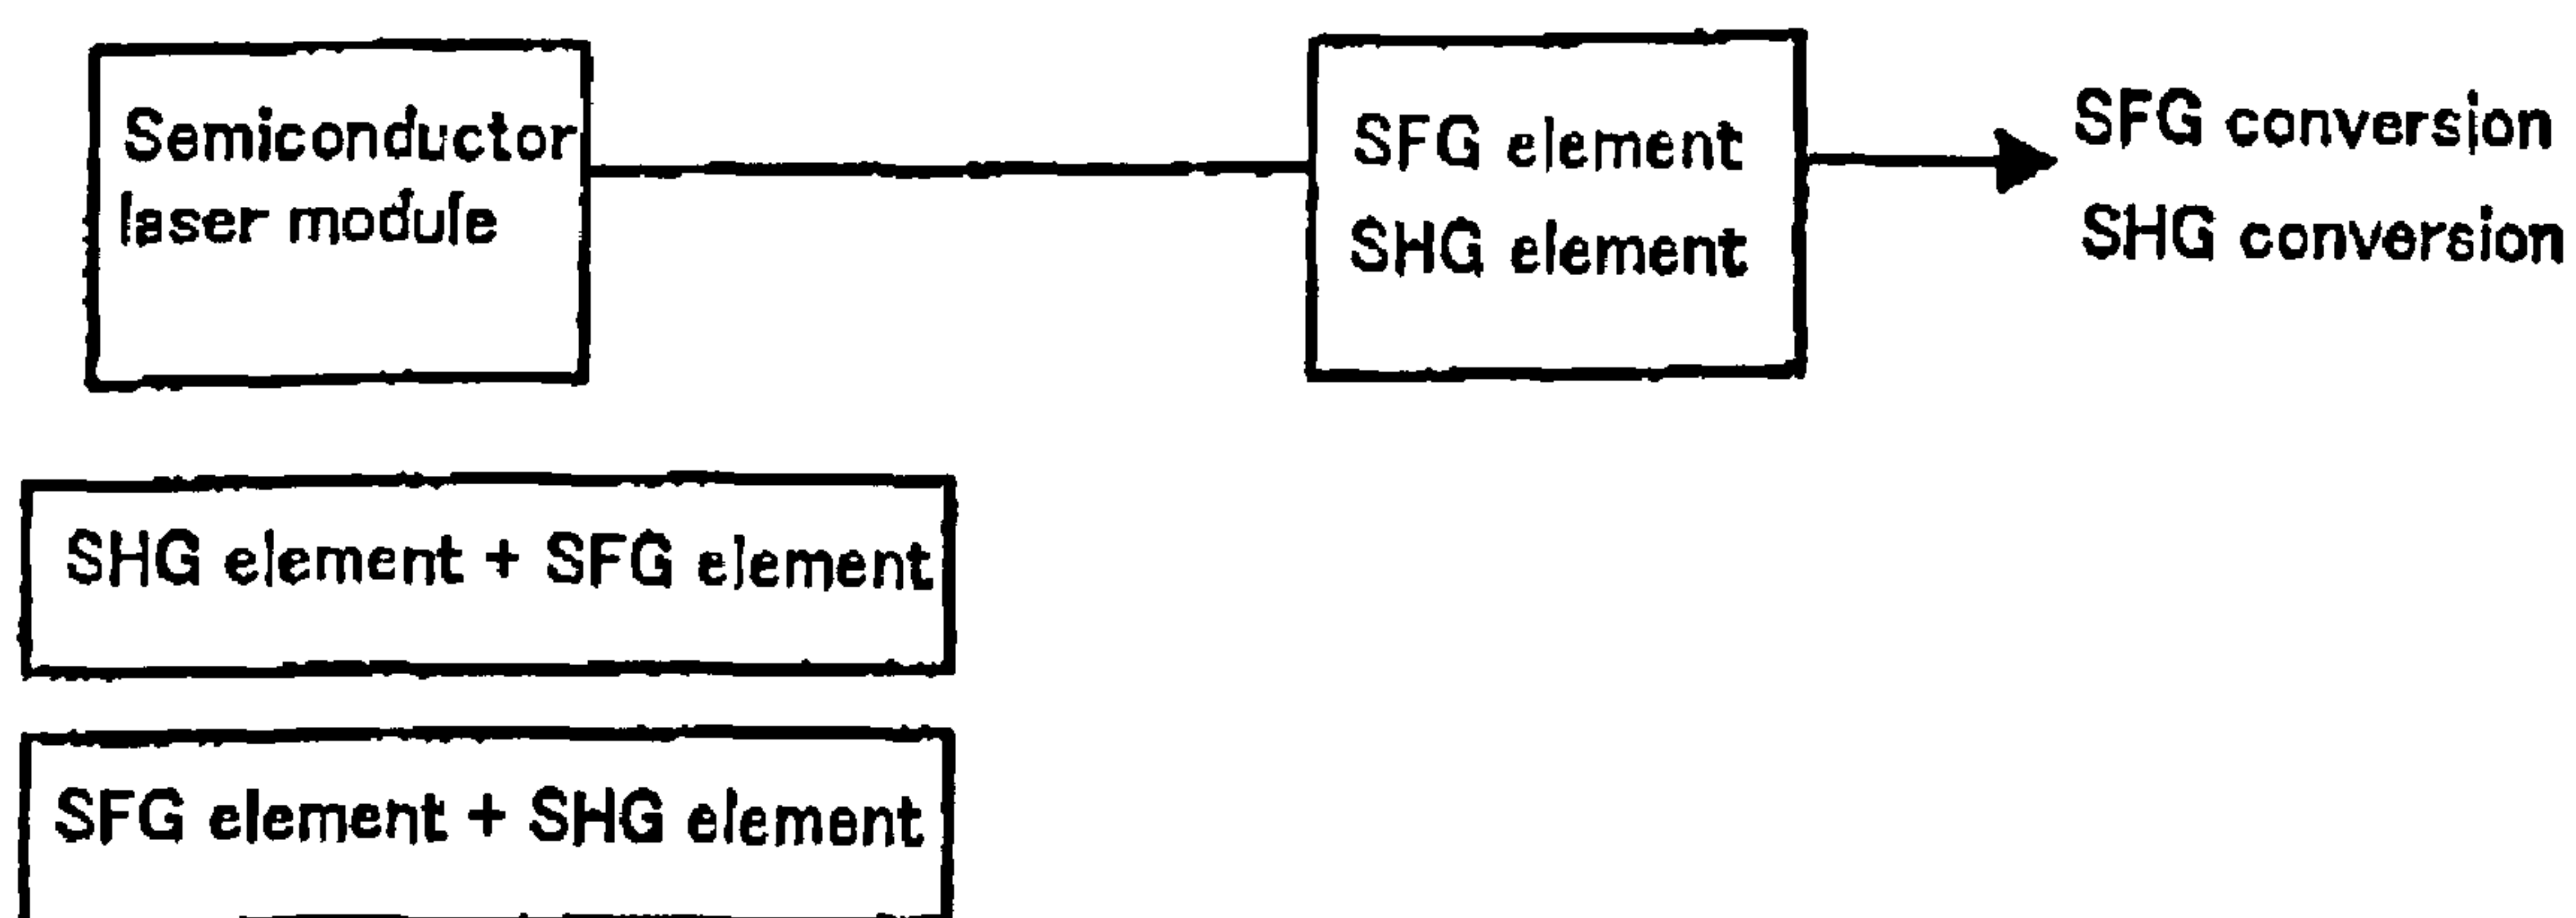 Semiconductor
laser module
SFG element
SHG element
SFG conversion
SHG conversion
SHG element + SFG element
SFG element + SHG element